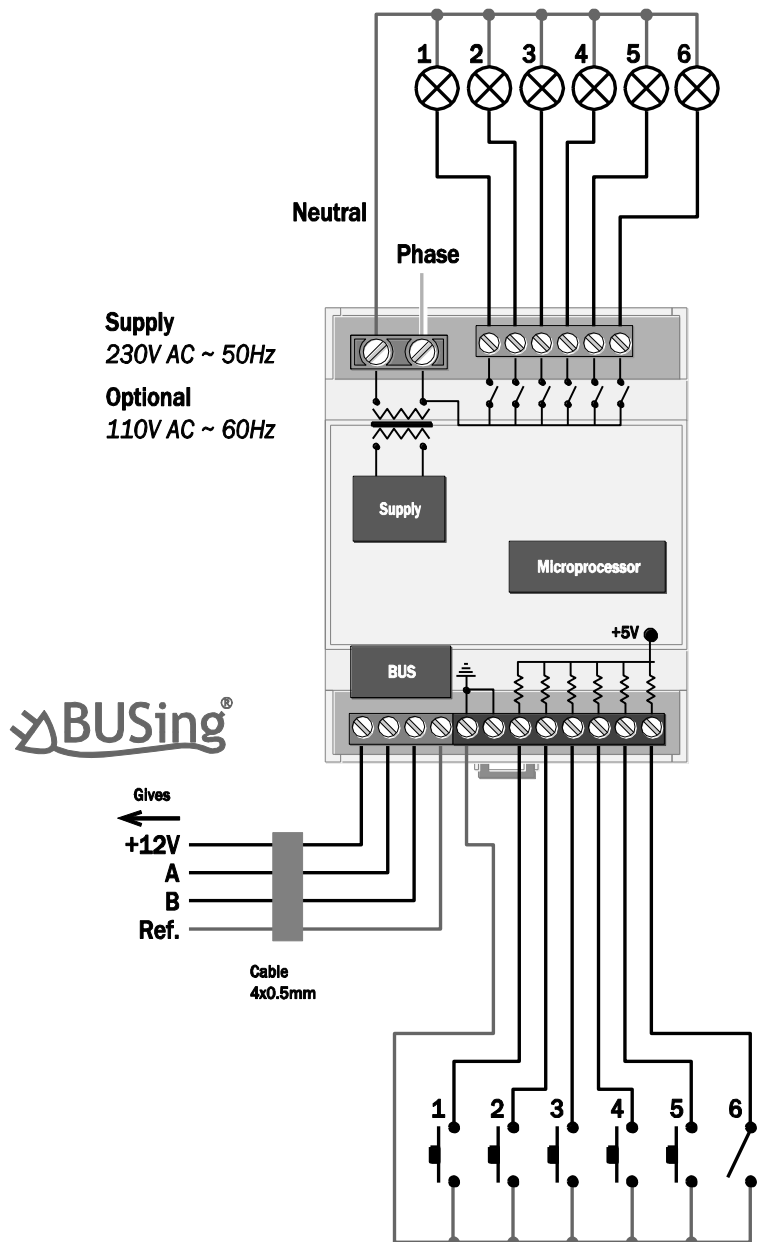 1 2 3 4 5 6
Neutral
Phase
Supply
230V AC ~ 50Hz
Optional
110V AC ~ 60Hz
Supply
Microprocessor
+5V
BUS
BUSing®
Gives
+12V
A
B
Ref.
Cable
4x0.5mm
1 2 3 4 5 6